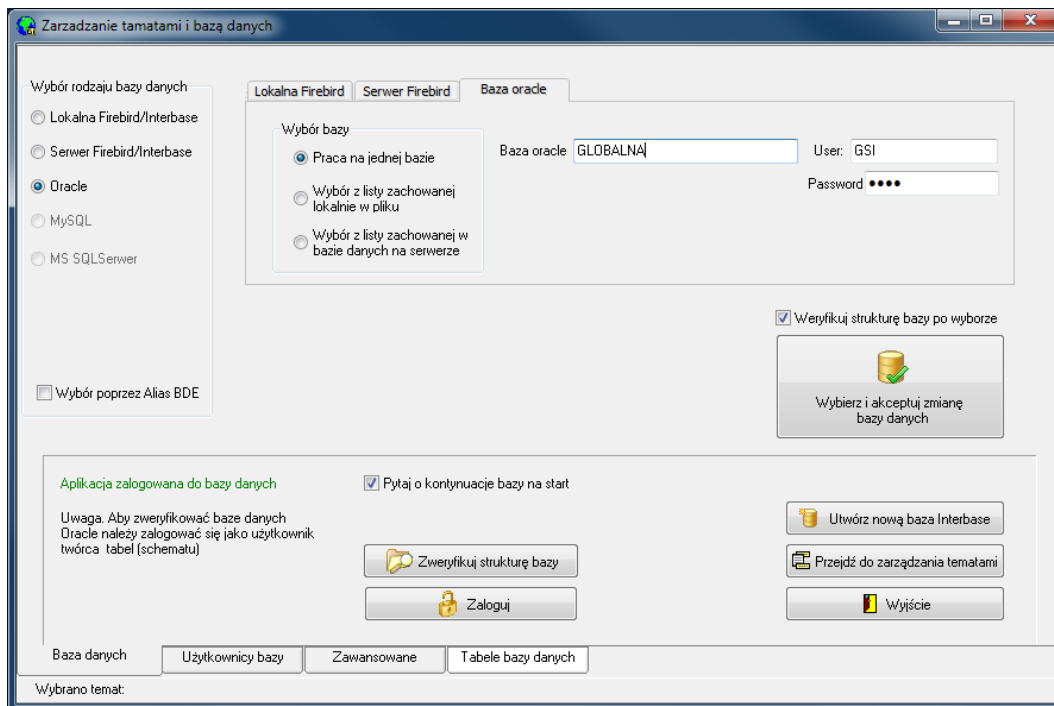 Zarzadzanie tamatami i bazą danych
Wybór rodzaju bazy danych
Lokalna Firebird/Interbase
Serwer Firebird/Interbase
Oracle
MySQL
MS SQLSerwer
Wybór poprzez Alias BDE
Lokalna Firebird
Serwer Firebird
Baza oracle
Wybór bazy
Praca na jednej bazie
Wybór z listy zachowanej
lokalnie w pliku
Wybór z listy zachowanej w
bazie danych na serwerze
Baza oracle GLOBALNA
User: GSI
Password ••••
Weryfikuj strukturę bazy po wyborze
Wybierz i akceptuj zmianę
bazy danych
Aplikacja zalogowana do bazy danych
Uwaga. Aby zweryfikować baze danych
Oracle należy zalogować się jako użytkownik
twórca tabel (schematu)
Pytaj o kontynuacje bazy na start
Zweryfikuj strukturę bazy
Zaloguj
Utwórz nową baza Interbase
Przejdź do zarządzania tematami
Wyjście
Baza danych
Użytkownicy bazy
Zawansowane
Tabele bazy danych
Wybrano temat: